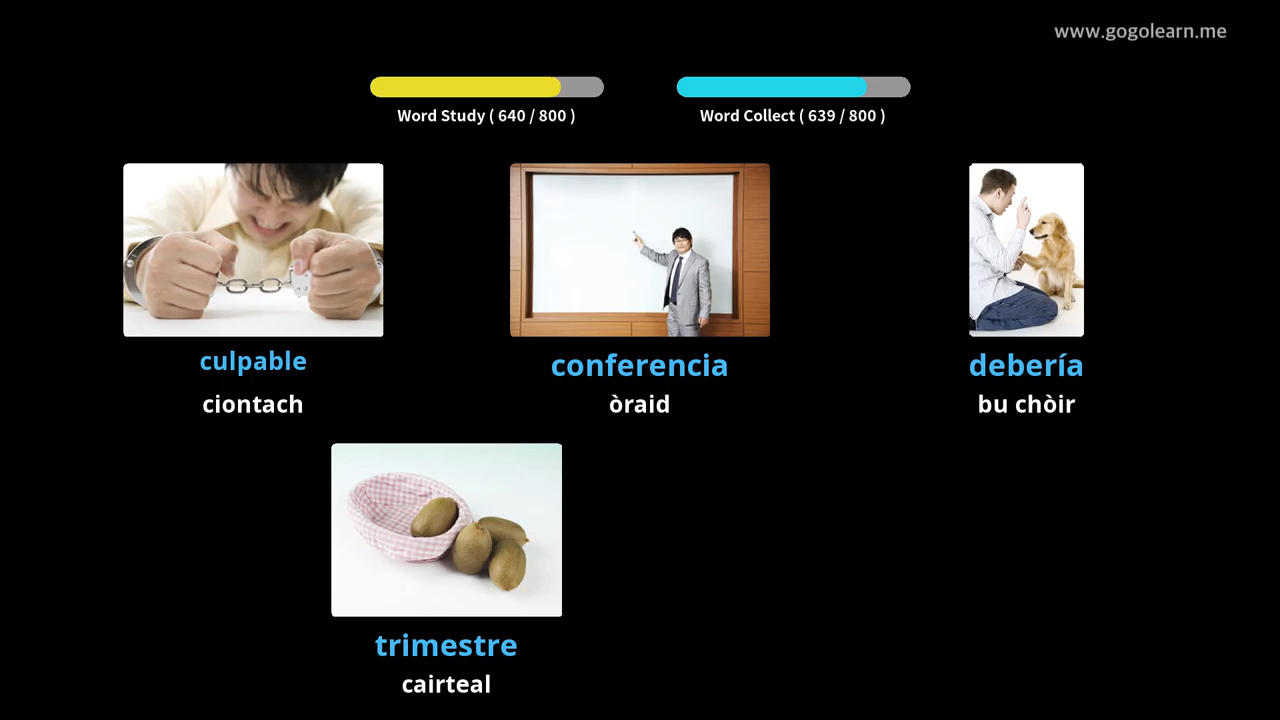 www.gogolearn.me
Word Study ( 640 / 800 )
Word Collect ( 639 / 800 )
culpable
ciontach
conferencia
òraid
debería
bu chòir
trimestre
cairteal